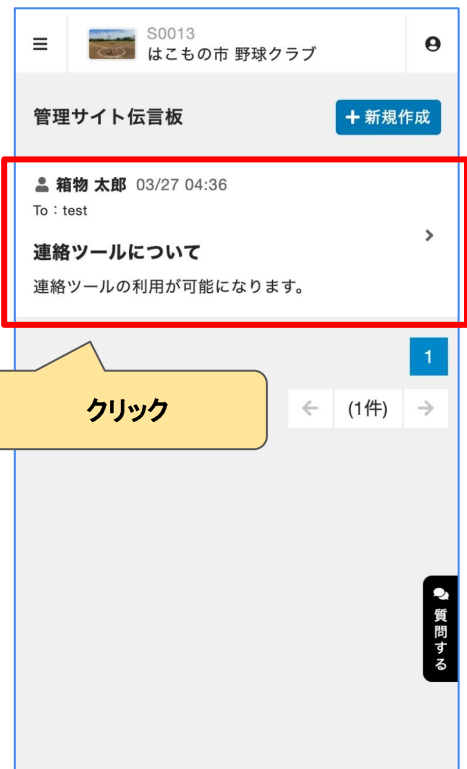 S0013
はこもの市 野球クラブ
管理サイト伝言板
+ 新規作成
箱物 太郎 03/27 04:36
To：test
連絡ツールについて
連絡ツールの利用が可能になります。
1
クリック
← (1件) →
質問する